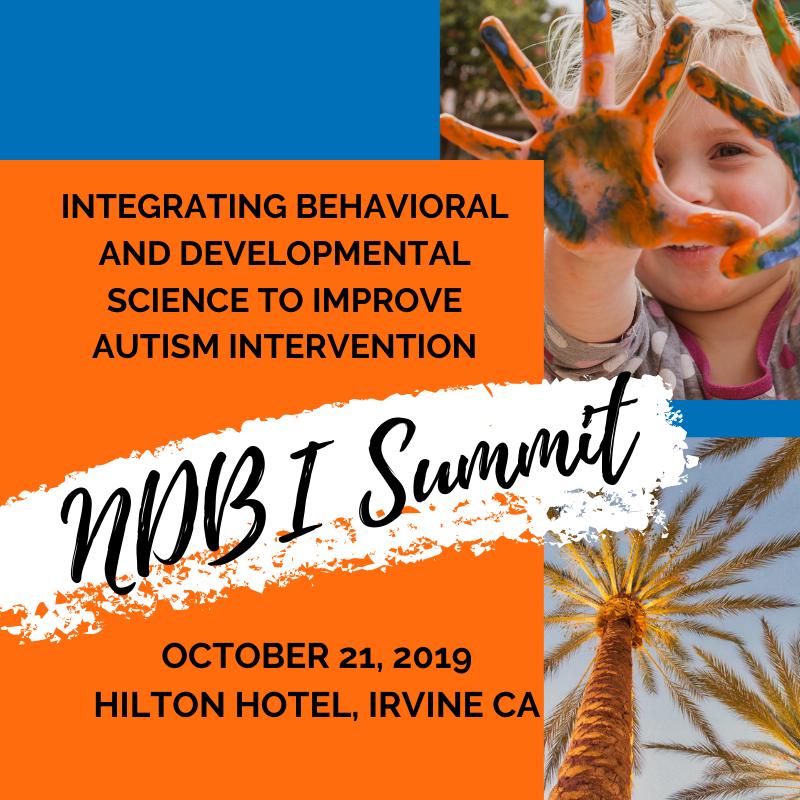 INTEGRATING BEHAVIORAL
AND DEVELOPMENTAL
SCIENCE TO IMPROVE
AUTISM INTERVENTION
NDBI Summit
OCTOBER 21, 2019
HILTON HOTEL, IRVINE CA